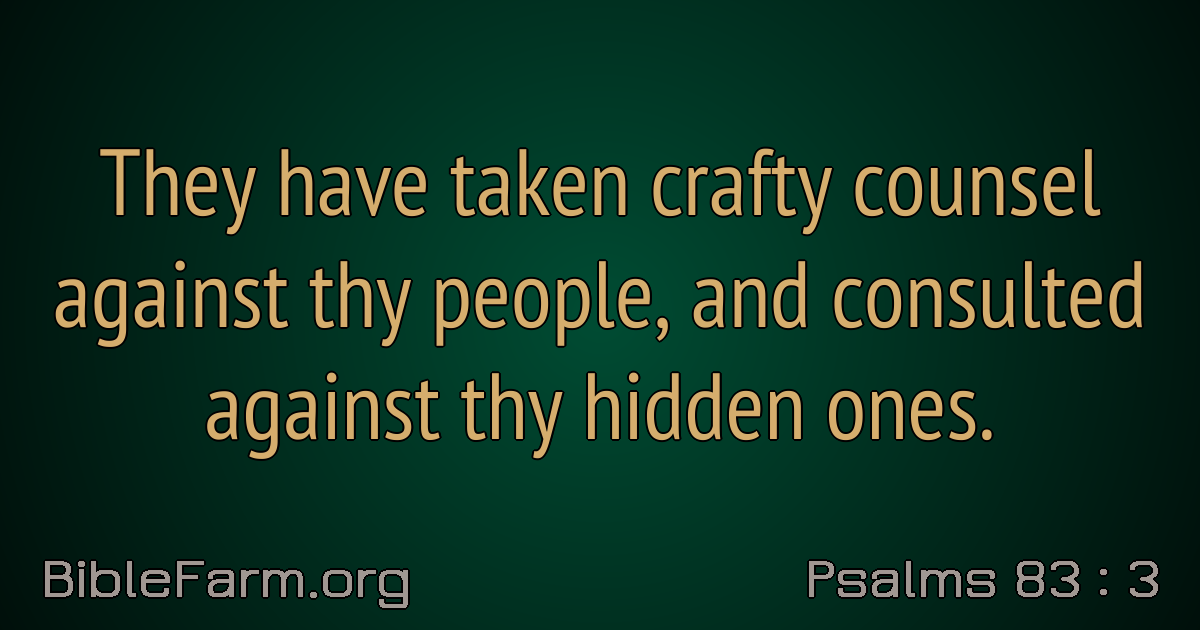 They have taken crafty counsel
against thy people, and consulted
against thy hidden ones.
BibleFarm.org
Psalms 83 : 3